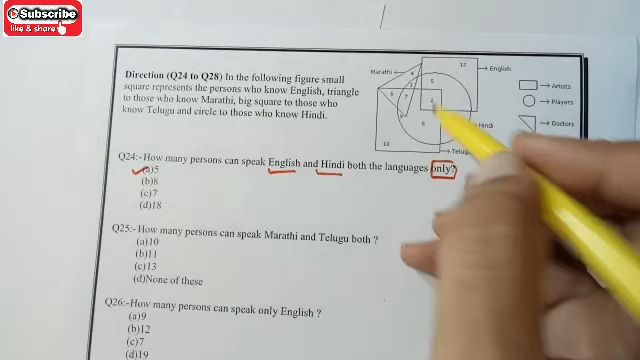 Subscribe
like & share
Direction (Q24 to Q28) In the following figure small
square represents the persons who know English, triangle
to those who know Marathi, big square to those who
know Telugu and circle to those who know Hindi.
Marathi
12
English
4
5
3
6
7
2
9
8
Hindi
10
Telugu
Artists
Players
Doctors
Q24:- How many persons can speak English and Hindi both the languages only?
(a)5
(b)8
(c)7
(d)18
Q25:- How many persons can speak Marathi and Telugu both ?
(a)10
(b)11
(c)13
(d)None of these
Q26:-How many persons can speak only English ?
(a)9
(b)12
(c)7
(d)19